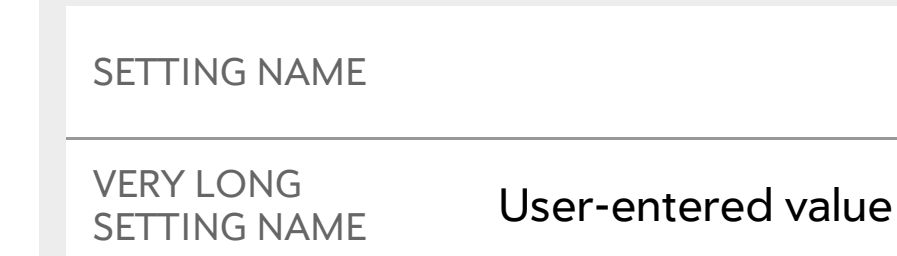 SETTING NAME
VERY LONG
SETTING NAME
User-entered value